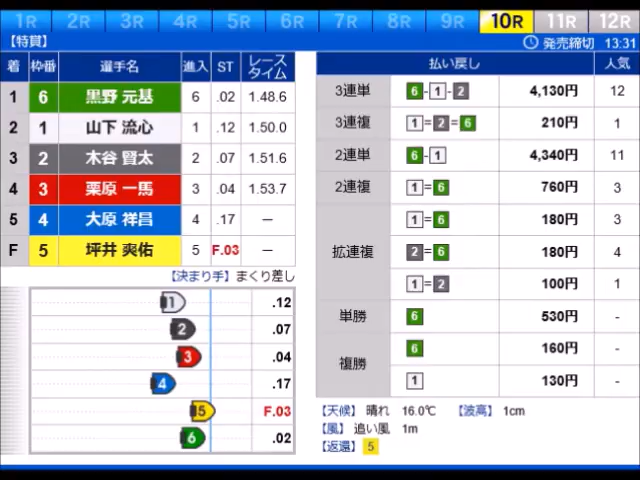 1R 2R 3R 4R 5R 6R 7R 8R 9R 10R 11R 12R
【特賞】 発売締切 13:31
着 枠番 選手名 進入 ST レースタイム
1 6 黒野 元基 6 .02 1.48.6
2 1 山下 流心 1 .12 1.50.0
3 2 木谷 賢太 2 .07 1.51.6
4 3 栗原 一馬 3 .04 1.53.7
5 4 大原 祥昌 4 .17 －
F 5 坪井 爽佑 5 F.03 －
【決まり手】まくり差し
1 .12
2 .07
3 .04
4 .17
5 F.03
6 .02
払い戻し 人気
3連単 6-1-2 4,130円 12
3連複 1=2=6 210円 1
2連単 6-1 4,340円 11
2連複 1=6 760円 3
拡連複 1=6 180円 3
2=6 180円 4
1=2 100円 1
単勝 6 530円 -
複勝 6 160円 -
1 130円 -
【天候】 晴れ 16.0℃ 【波高】 1cm
【風】 追い風 1m
【返還】 5